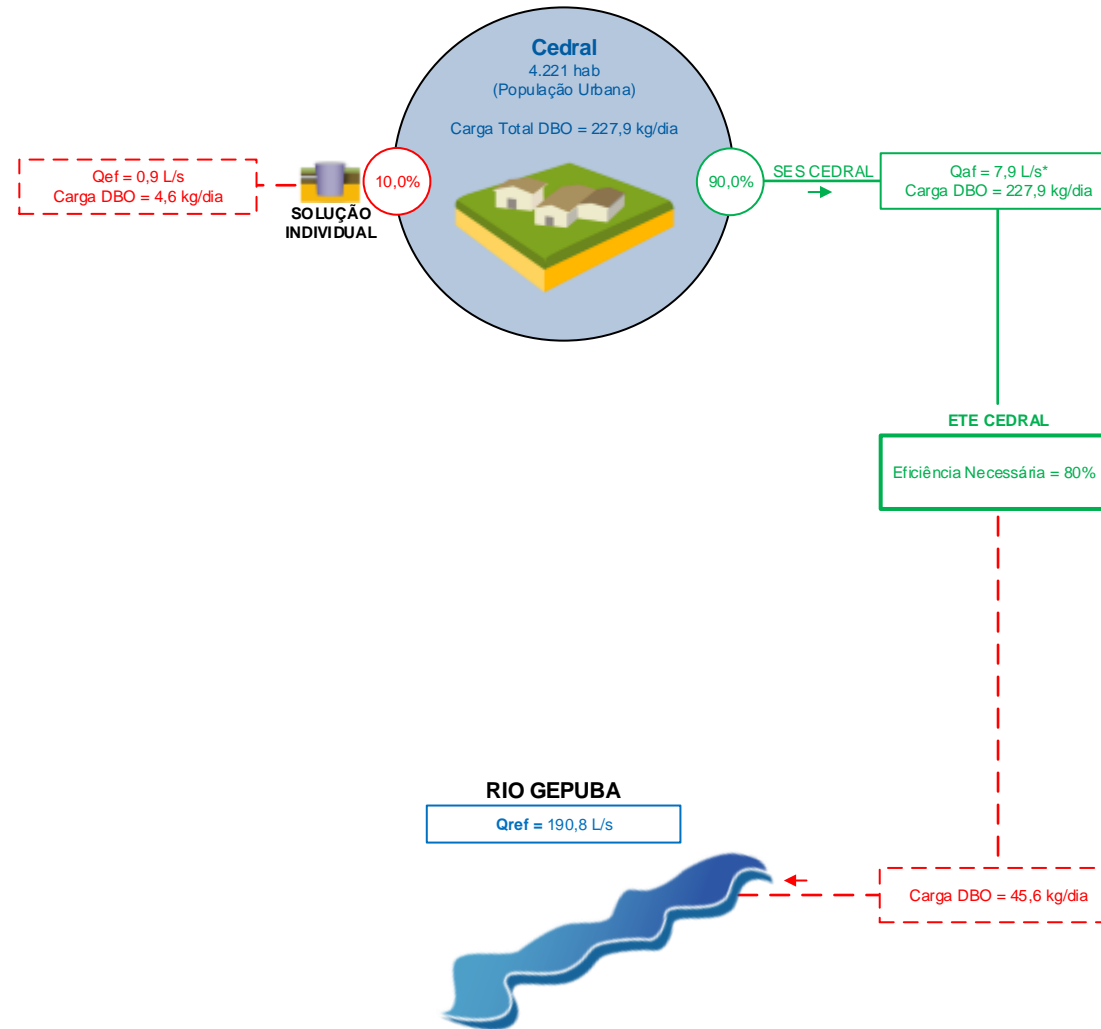 Cedral
4.221 hab
(População Urbana)
Carga Total DBO = 227,9 kg/dia
Qef = 0,9 L/s
Carga DBO = 4,6 kg/dia
SOLUÇÃO
INDIVIDUAL
10,0%
90,0%
SES CEDRAL
Qaf = 7,9 L/s*
Carga DBO = 227,9 kg/dia
ETE CEDRAL
Eficiência Necessária = 80%
RIO GEPUBA
Qref = 190,8 L/s
Carga DBO = 45,6 kg/dia